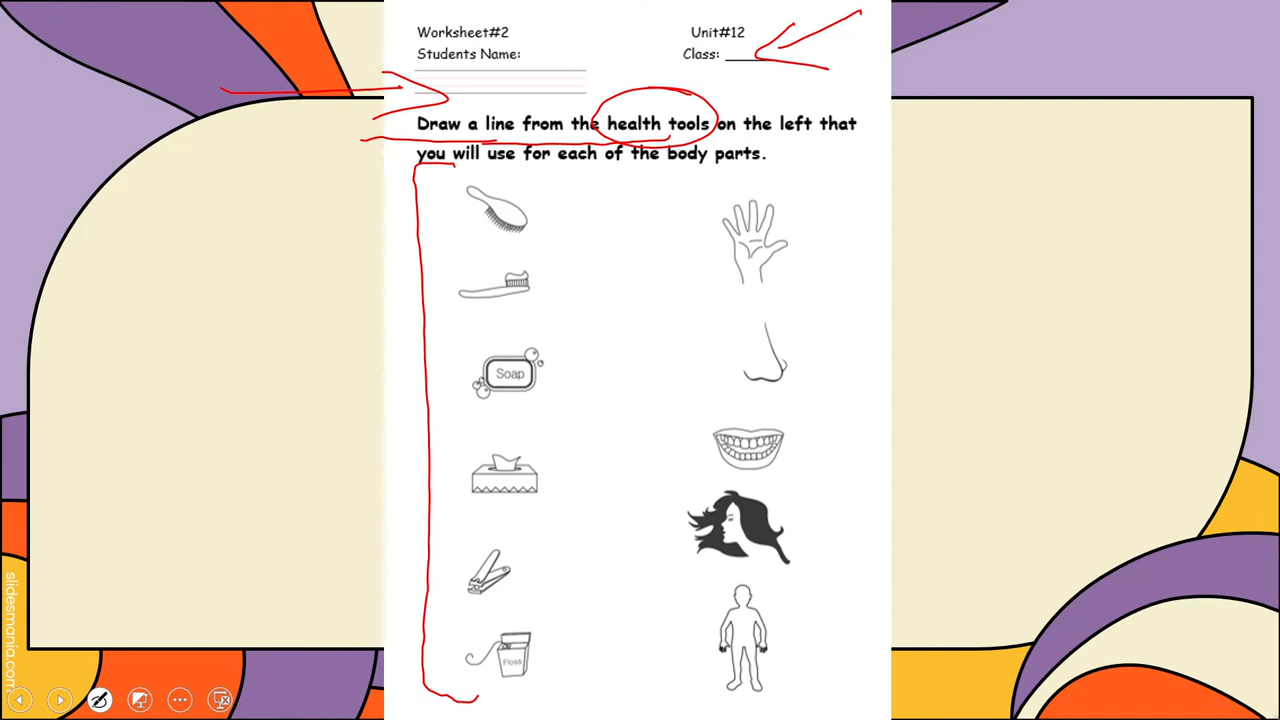 Worksheet#2 Unit#12
Students Name: Class:
Draw a line from the health tools on the left that
you will use for each of the body parts.
Soap
Floss
slidesmania.com